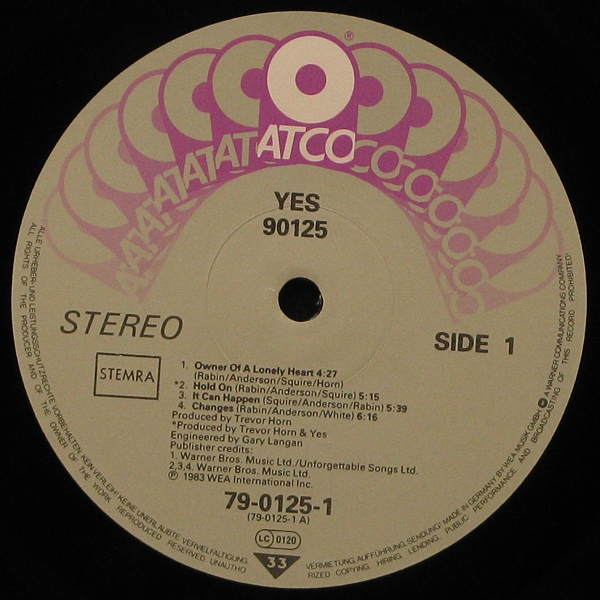 ATCO
®
YES
90125
STEREO
SIDE 1
STEMRA
1. Owner Of A Lonely Heart 4:27
(Rabin/Anderson/Squire/Horn)
*2. Hold On (Rabin/Anderson/Squire) 5:15
3. It Can Happen (Squire/Anderson/Rabin) 5:39
4. Changes (Rabin/Anderson/White) 6:16
Produced by Trevor Horn
*Produced by Trevor Horn & Yes
Engineered by Gary Langan
Publisher credits:
1. Warner Bros. Music Ltd./Unforgettable Songs Ltd.
2,3,4. Warner Bros. Music Ltd.
℗ 1983 WEA International Inc.
79-0125-1
(79-0125-1 A)
LC 0120
33
ALLE URHEBER- UND LEISTUNGSSCHUTZRECHTE VORBEHALTEN. KEIN VERLEIH! KEINE UNERLAUBTE VERVIELFÄLTIGUNG, VERMIETUNG, AUFFÜHRUNG, SENDUNG! MADE IN GERMANY BY WEA MUSIK GMBH, A WARNER COMMUNICATIONS COMPANY
ALL RIGHTS OF THE PRODUCER AND OF THE OWNER OF THE WORK REPRODUCED RESERVED UNAUTHORIZED COPYING, HIRING, LENDING, PUBLIC PERFORMANCE AND BROADCASTING OF THIS RECORD PROHIBITED!